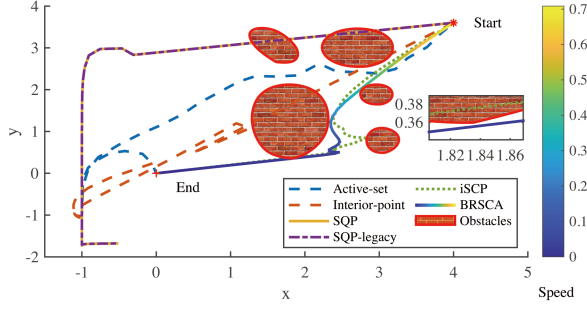 4
3
2
1
0
-1
-2
y
-1
0
1
2
3
4
5
x
Start
End
0.38
0.36
1.82
1.84
1.86
Active-set
Interior-point
SQP
SQP-legacy
iSCP
BRSCA
Obstacles
0.7
0.6
0.5
0.4
0.3
0.2
0.1
0
Speed